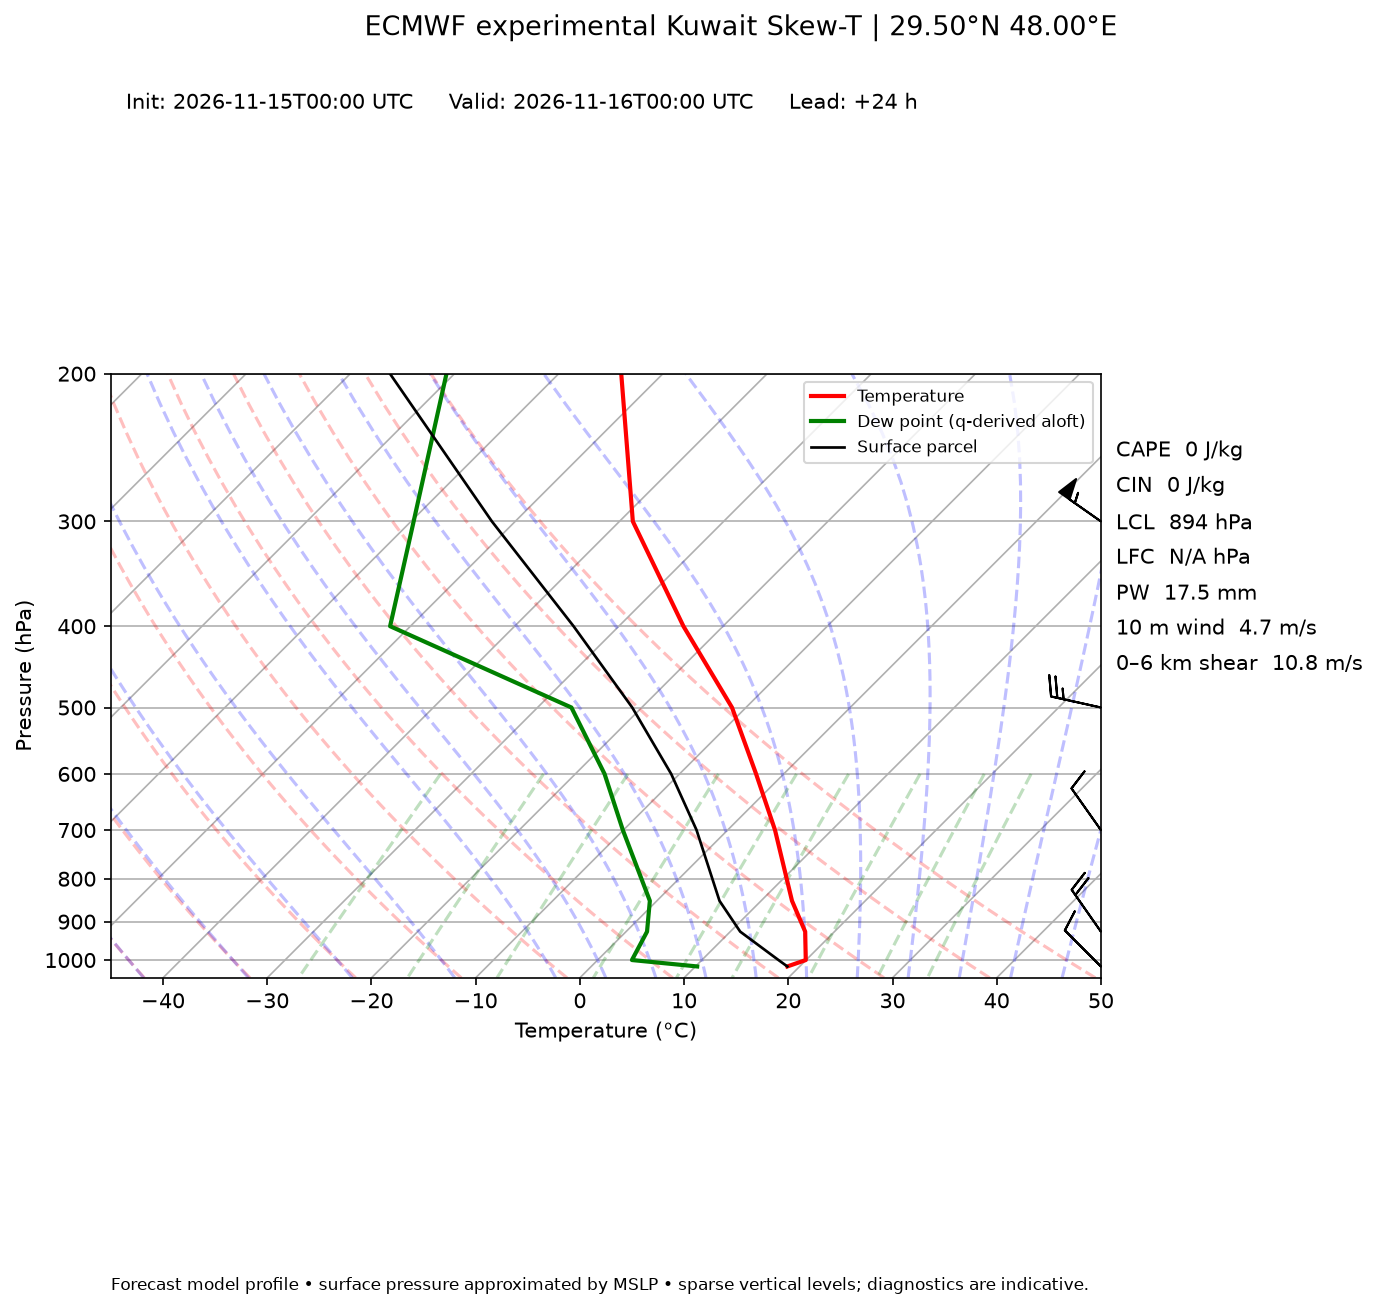 ECMWF experimental Kuwait Skew-T | 29.50°N 48.00°E
Init: 2026-11-15T00:00 UTC Valid: 2026-11-16T00:00 UTC Lead: +24 h
200
300
400
500
600
700
800
900
1000
Pressure (hPa)
−40 −30 −20 −10 0 10 20 30 40 50
Temperature (°C)
Temperature
Dew point (q-derived aloft)
Surface parcel
CAPE 0 J/kg
CIN 0 J/kg
LCL 894 hPa
LFC N/A hPa
PW 17.5 mm
10 m wind 4.7 m/s
0–6 km shear 10.8 m/s
Forecast model profile • surface pressure approximated by MSLP • sparse vertical levels; diagnostics are indicative.